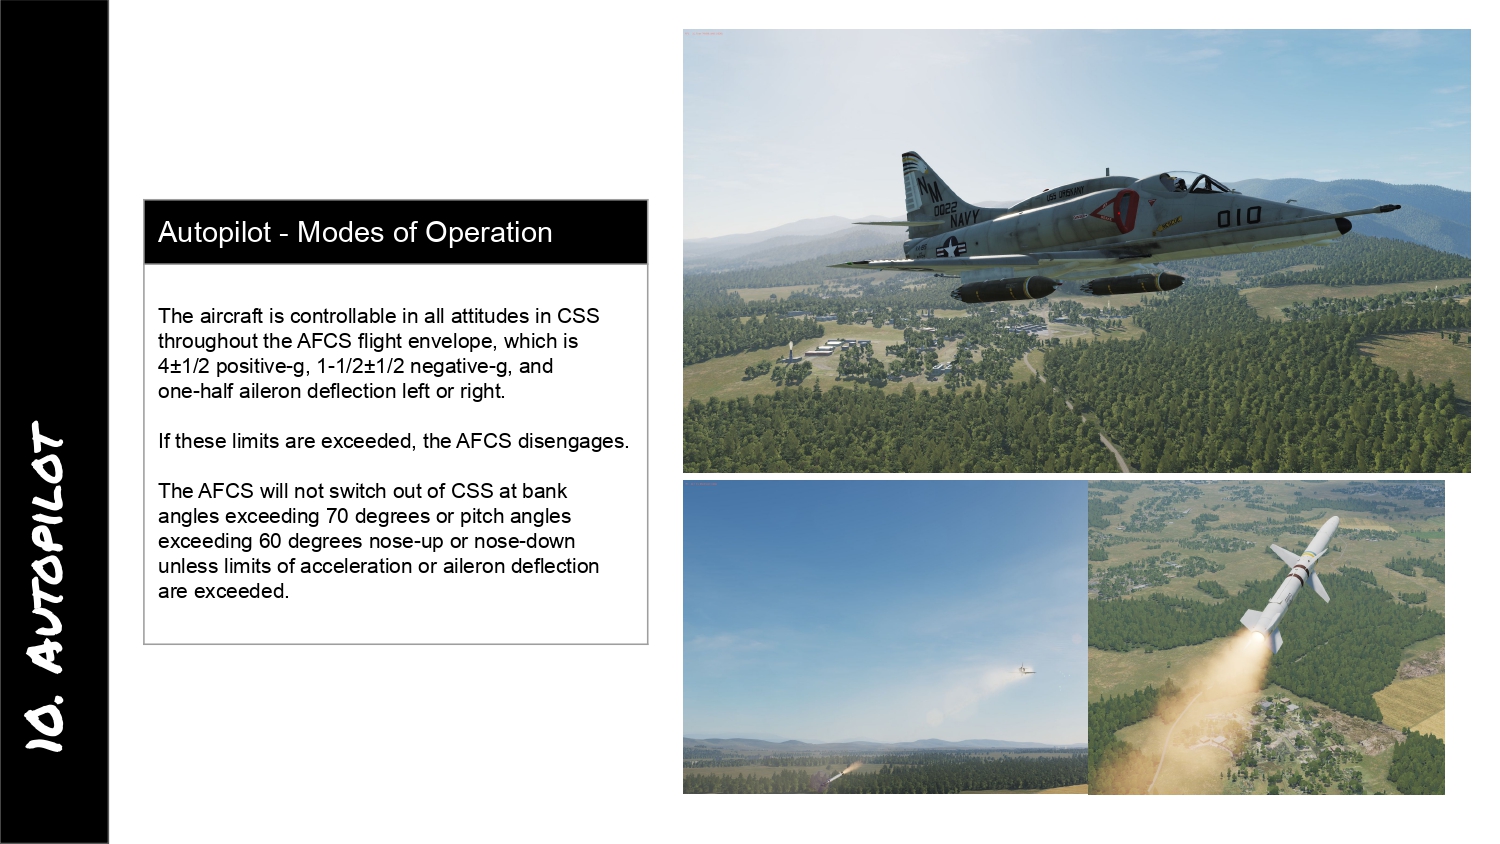 10. AUTOPILOT
Autopilot - Modes of Operation
The aircraft is controllable in all attitudes in CSS
throughout the AFCS flight envelope, which is
4±1/2 positive-g, 1-1/2±1/2 negative-g, and
one-half aileron deflection left or right.
If these limits are exceeded, the AFCS disengages.
The AFCS will not switch out of CSS at bank
angles exceeding 70 degrees or pitch angles
exceeding 60 degrees nose-up or nose-down
unless limits of acceleration or aileron deflection
are exceeded.
NM
0022
NAVY
USS ORISKANY
010